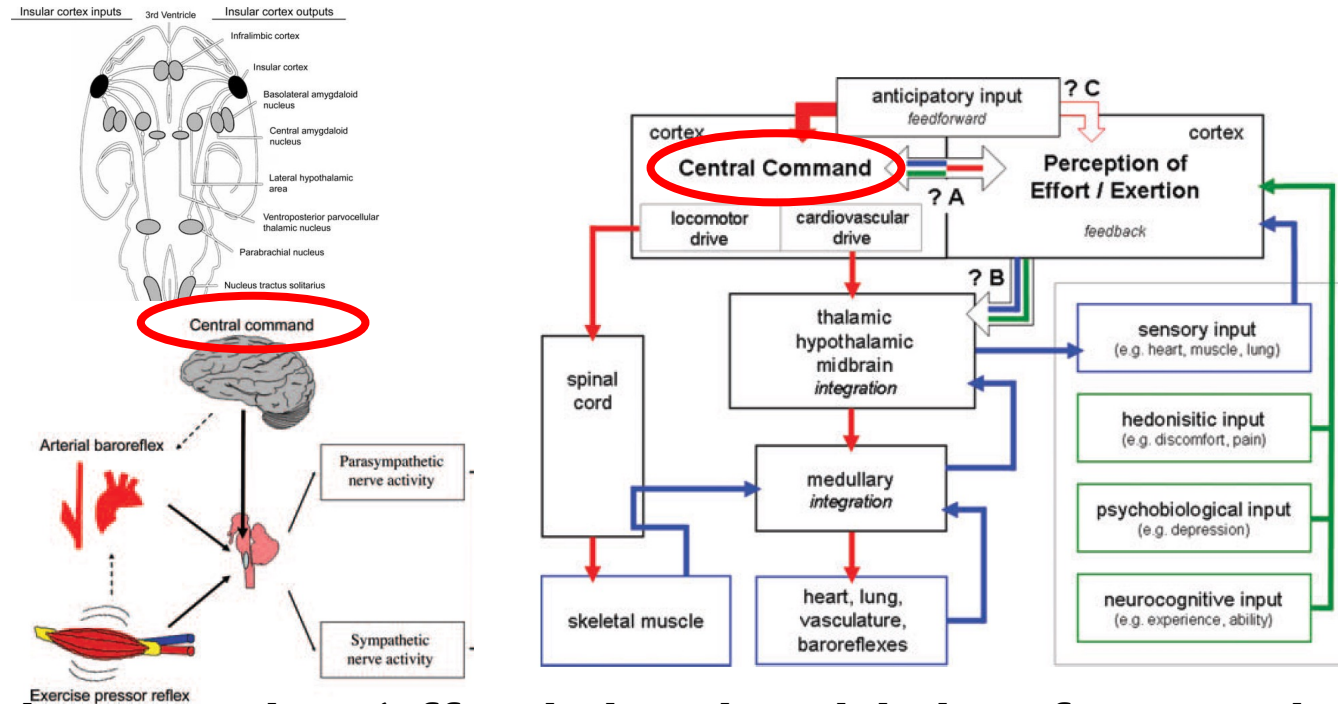 Insular cortex inputs
3rd Ventricle
Insular cortex outputs
Infralimbic cortex
Insular cortex
Basolateral amygdaloid
nucleus
Central amygdaloid
nucleus
Lateral hypothalamic
area
Ventroposterior parvocellular
thalamic nucleus
Parabrachial nucleus
Nucleus tractus solitarius
Central command
Arterial baroreflex
Parasympathetic
nerve activity
Sympathetic
nerve activity
Exercise pressor reflex
anticipatory input
feedforward
? C
cortex
cortex
Central Command
Perception of
Effort / Exertion
? A
locomotor
drive
cardiovascular
drive
feedback
? B
thalamic
hypothalamic
midbrain
integration
sensory input
(e.g. heart, muscle, lung)
spinal
cord
hedonisitic input
(e.g. discomfort, pain)
medullary
integration
psychobiological input
(e.g. depression)
skeletal muscle
heart, lung,
vasculature,
baroreflexes
neurocognitive input
(e.g. experience, ability)